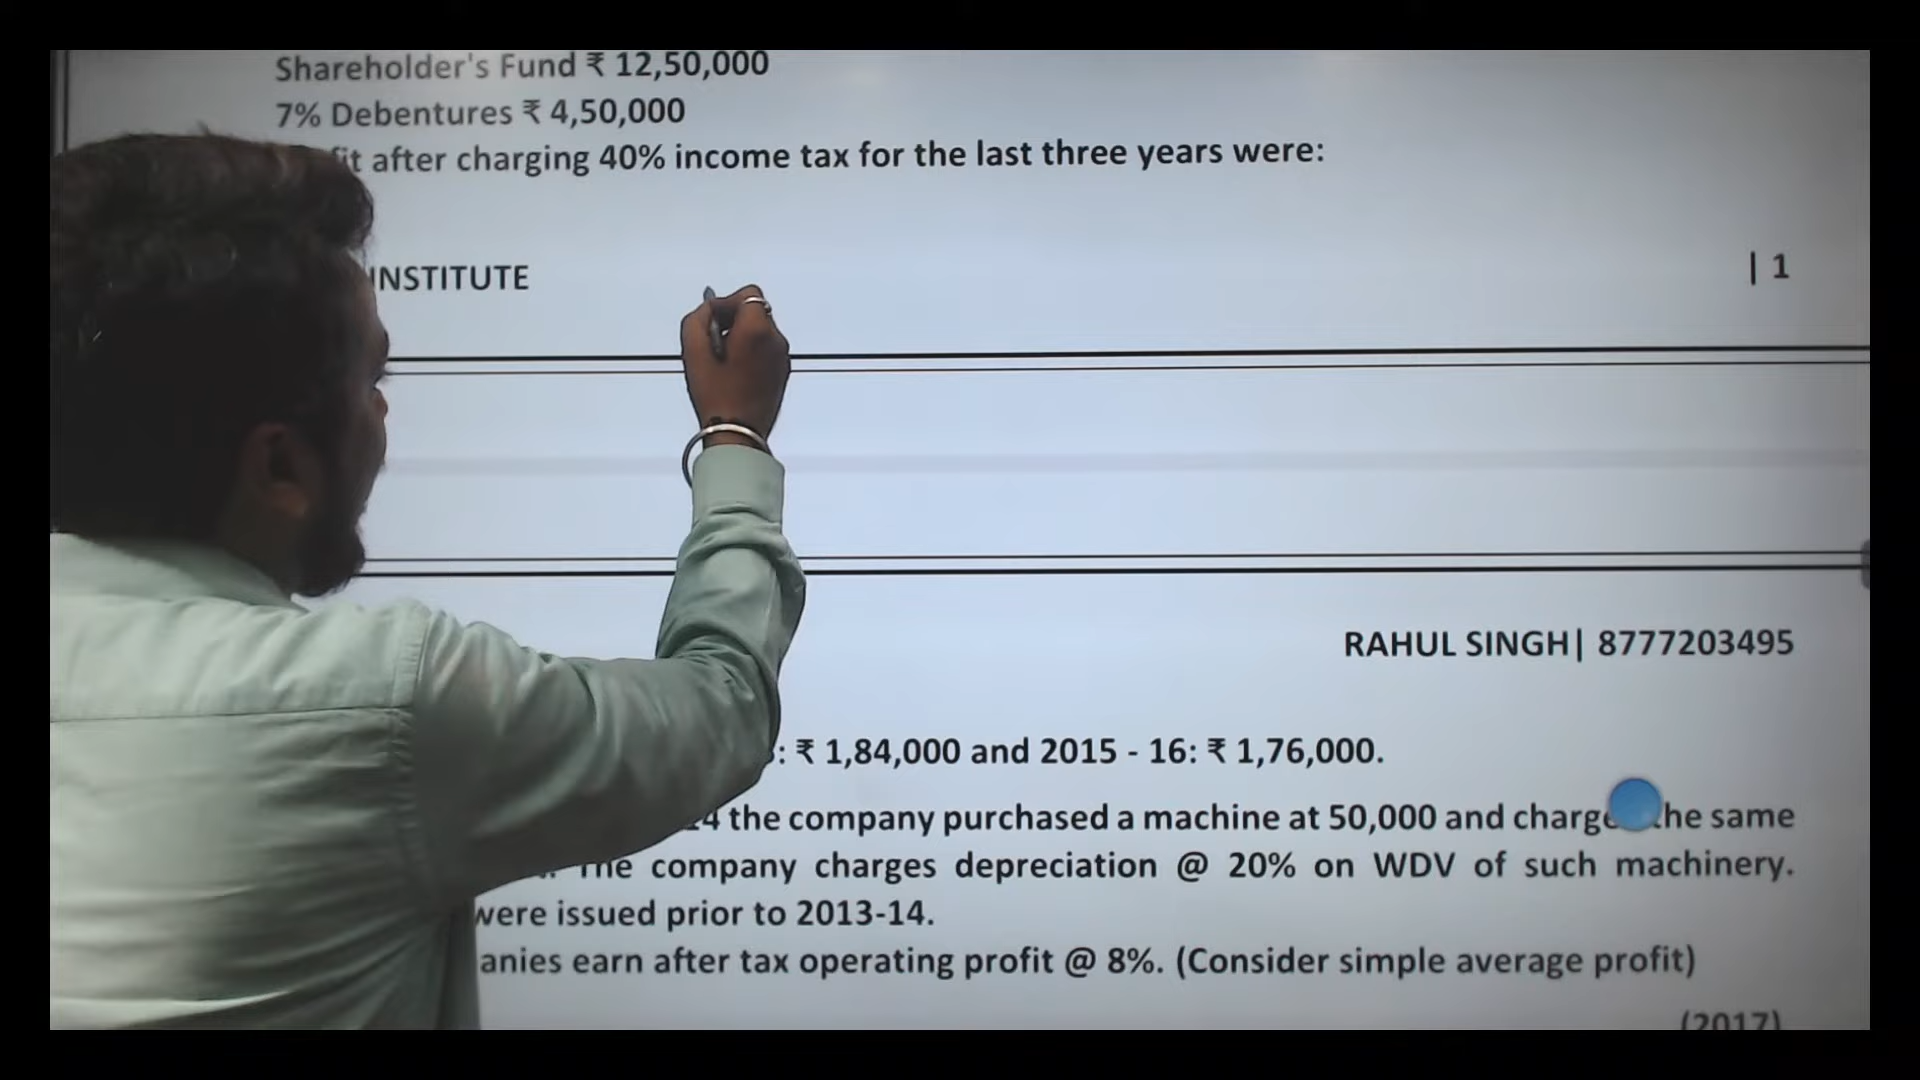 Shareholder's Fund ₹ 12,50,000
7% Debentures ₹ 4,50,000
after charging 40% income tax for the last three years were:
INSTITUTE
| 1
RAHUL SINGH| 8777203495
: ₹ 1,84,000 and 2015 - 16: ₹ 1,76,000.
the company purchased a machine at 50,000 and the same
The company charges depreciation @ 20% on WDV of such machinery.
were issued prior to 2013-14.
earn after tax operating profit @ 8%. (Consider simple average profit)
(2017)